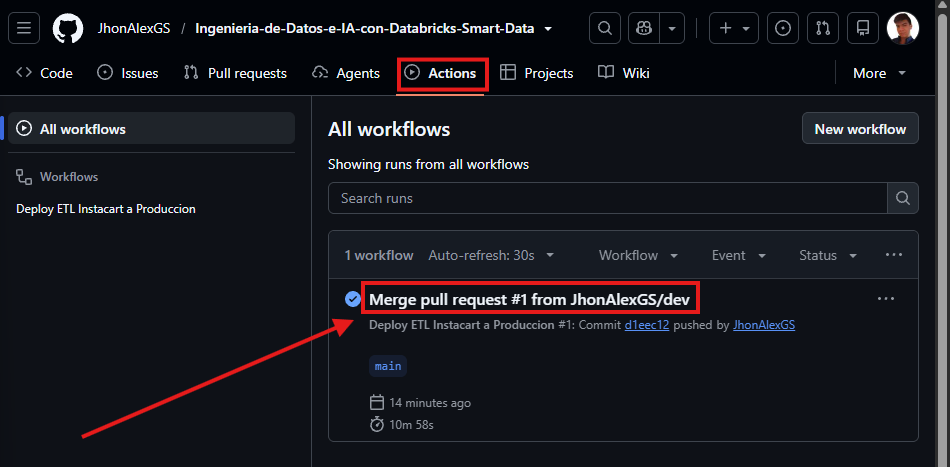 JhonAlexGS / Ingenieria-de-Datos-e-IA-con-Databricks-Smart-Data
Code Issues Pull requests Agents Actions Projects Wiki More
All workflows
Workflows
Deploy ETL Instacart a Produccion
All workflows
New workflow
Showing runs from all workflows
Search runs
1 workflow Auto-refresh: 30s Workflow Event Status
Merge pull request #1 from JhonAlexGS/dev
Deploy ETL Instacart a Produccion #1: Commit d1eec12 pushed by JhonAlexGS
main
14 minutes ago
10m 58s